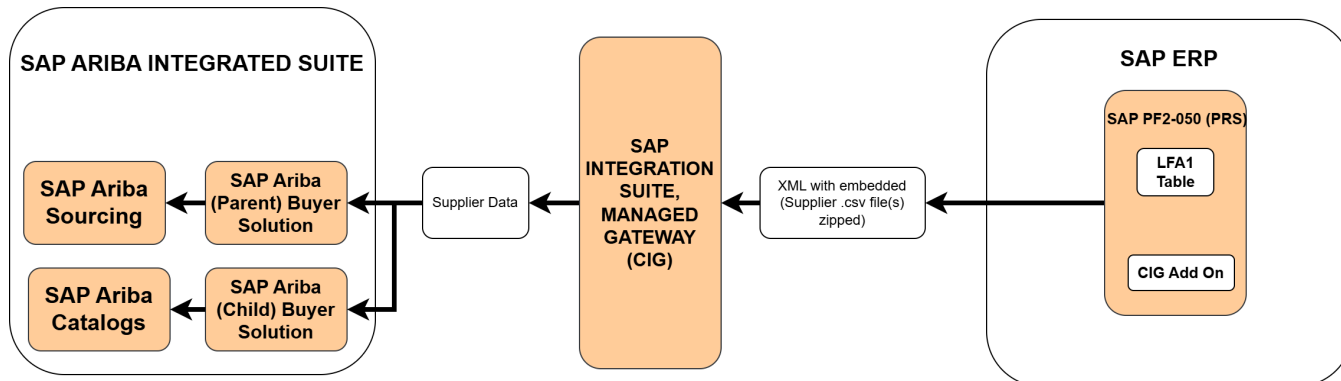 SAP ARIBA INTEGRATED SUITE
SAP Ariba
Sourcing
SAP Ariba
(Parent) Buyer
Solution
SAP Ariba
Catalogs
SAP Ariba
(Child) Buyer
Solution
Supplier Data
SAP
INTEGRATION
SUITE,
MANAGED
GATEWAY
(CIG)
XML with embedded
(Supplier .csv file(s)
zipped)
SAP ERP
SAP PF2-050 (PRS)
LFA1
Table
CIG Add On